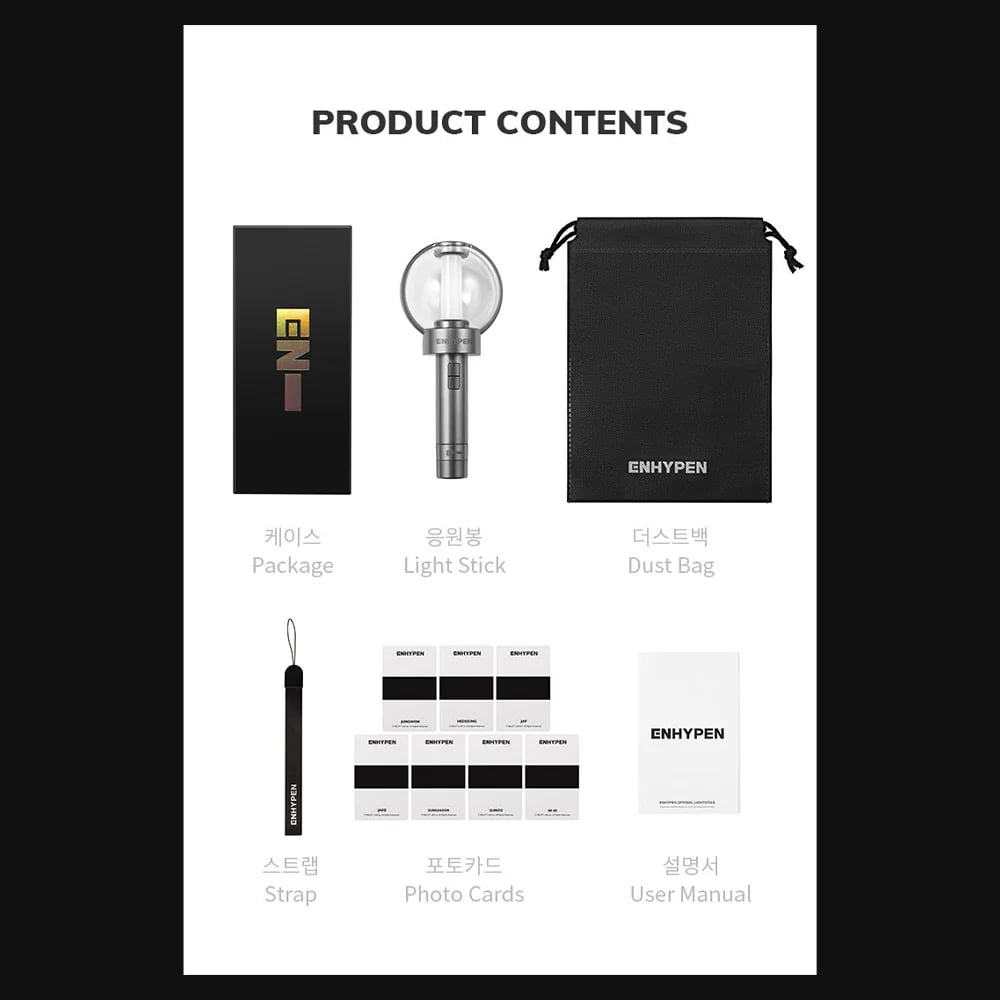 PRODUCT CONTENTS
EN-
ENHYPEN
ENHYPEN
케이스
Package
응원봉
Light Stick
더스트백
Dust Bag
ENHYPEN
ENHYPEN ENHYPEN ENHYPEN
JUNGWON HEESEUNG JAY
ENHYPEN ENHYPEN ENHYPEN ENHYPEN
JAKE SUNGHOON SUNOO NI-KI
ENHYPEN
ENHYPEN OFFICIAL LIGHTSTICK
스트랩
Strap
포토카드
Photo Cards
설명서
User Manual